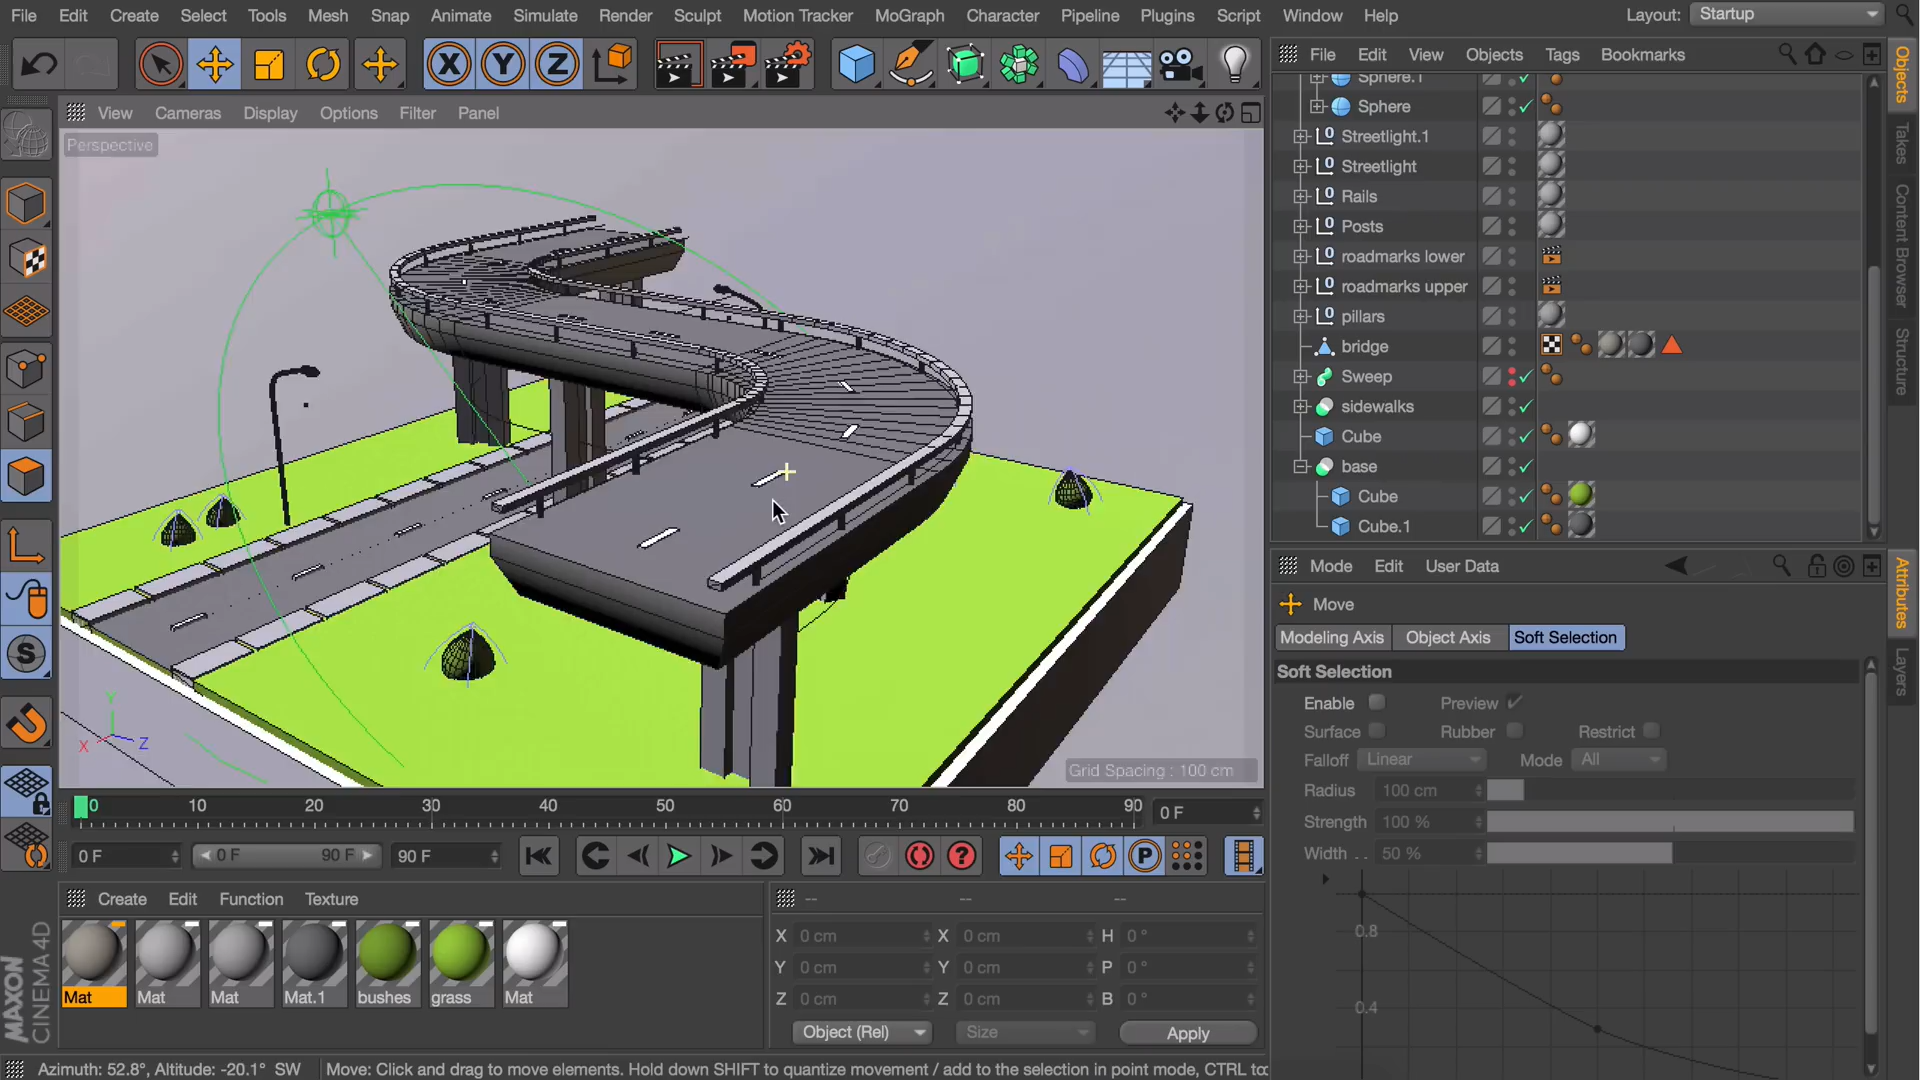 File Edit Create Select Tools Mesh Snap Animate Simulate Render Sculpt Motion Tracker MoGraph Character Pipeline Plugins Script Window Help Layout: Startup
X Y Z
File Edit View Objects Tags Bookmarks
View Cameras Display Options Filter Panel
Perspective
Sphere.1
Sphere
Streetlight.1
Streetlight
Rails
Posts
roadmarks lower
roadmarks upper
pillars
bridge
Sweep
sidewalks
Cube
base
Cube
Cube.1
Objects
Takes
Content Browser
Structure
Y
X Z
Grid Spacing : 100 cm
Mode Edit User Data
Move
Modeling Axis Object Axis Soft Selection
Soft Selection
Enable Preview
Surface Rubber Restrict
Falloff Linear Mode All
Radius 100 cm
Strength 100 %
Width . . 50 %
0.8
0.4
Attributes
Layers
0 10 20 30 40 50 60 70 80 90 0 F
0 F 0 F 90 F 90 F
P
Create Edit Function Texture
Mat Mat Mat Mat.1 bushes grass Mat
-- -- --
X 0 cm X 0 cm H 0 °
Y 0 cm Y 0 cm P 0 °
Z 0 cm Z 0 cm B 0 °
Object (Rel) Size Apply
MAXON
CINEMA 4D
Azimuth: 52.8°, Altitude: -20.1° SW Move: Click and drag to move elements. Hold down SHIFT to quantize movement / add to the selection in point mode, CTRL to